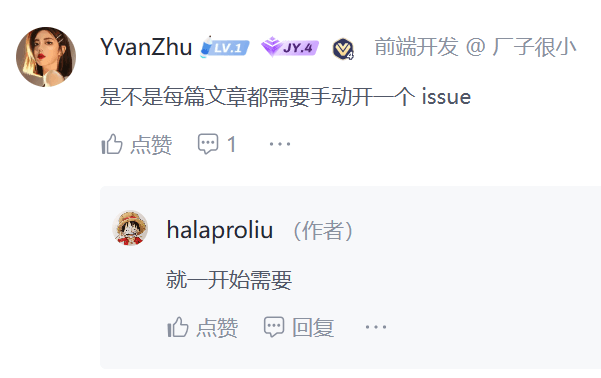 YvanZhu LV.1 JY.4 4 前端开发 @ 厂子很小
是不是每篇文章都需要手动开一个 issue
点赞 1 ···
halaproliu （作者）
就一开始需要
点赞 回复 ···